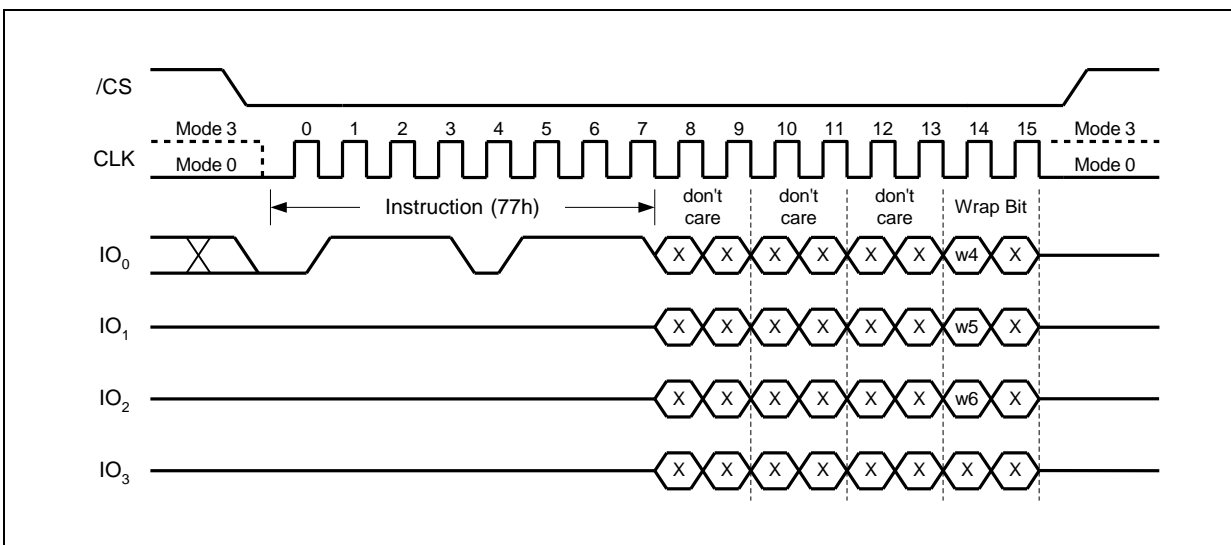 /CS
Mode 3 0 1 2 3 4 5 6 7 8 9 10 11 12 13 14 15 Mode 3
CLK Mode 0 Mode 0
Instruction (77h) don't care don't care don't care Wrap Bit
IO0 X X X X X X w4 X
IO1 X X X X X X w5 X
IO2 X X X X X X w6 X
IO3 X X X X X X X X